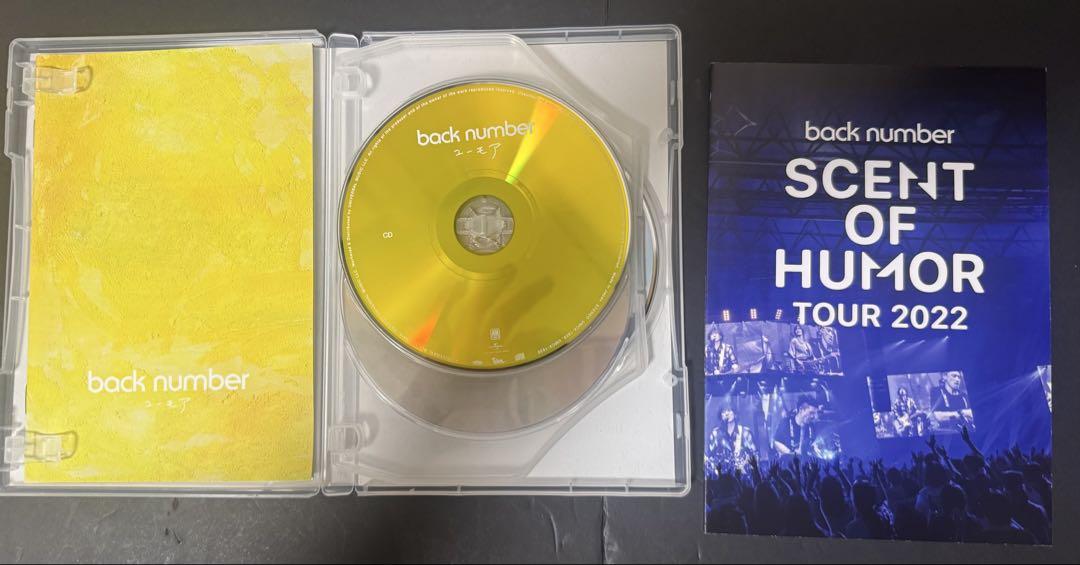 back number
ユーモア
back number
ユーモア
CD
back number
SCENT
OF
HUMOR
TOUR 2022